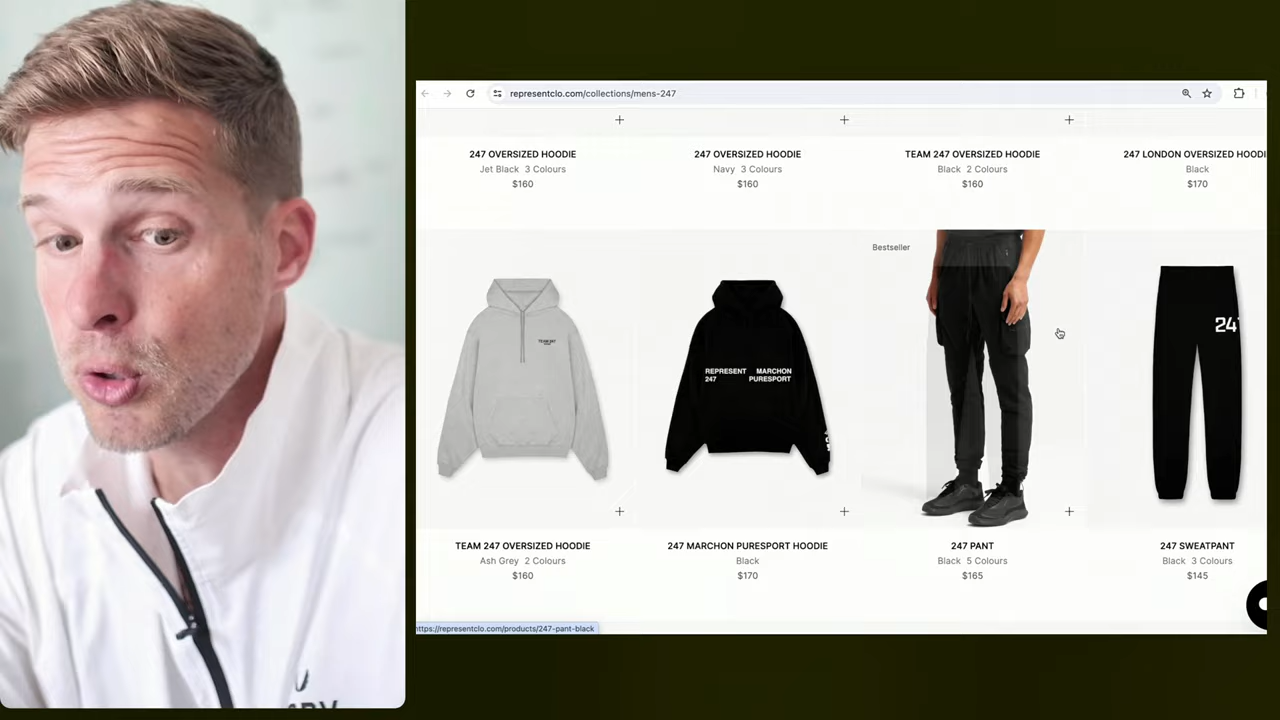 representclo.com/collections/mens-247
247 OVERSIZED HOODIE
Jet Black 3 Colours
$160
247 OVERSIZED HOODIE
Navy 3 Colours
$160
TEAM 247 OVERSIZED HOODIE
Black 2 Colours
$160
247 LONDON OVERSIZED HOODI
Black
$170
Bestseller
TEAM 247
REPRESENT MARCHON
247 PURESPORT
247
TEAM 247 OVERSIZED HOODIE
Ash Grey 2 Colours
$160
247 MARCHON PURESPORT HOODIE
Black
$170
247 PANT
Black 5 Colours
$165
247 SWEATPANT
Black 3 Colours
$145
https://representclo.com/products/247-pant-black